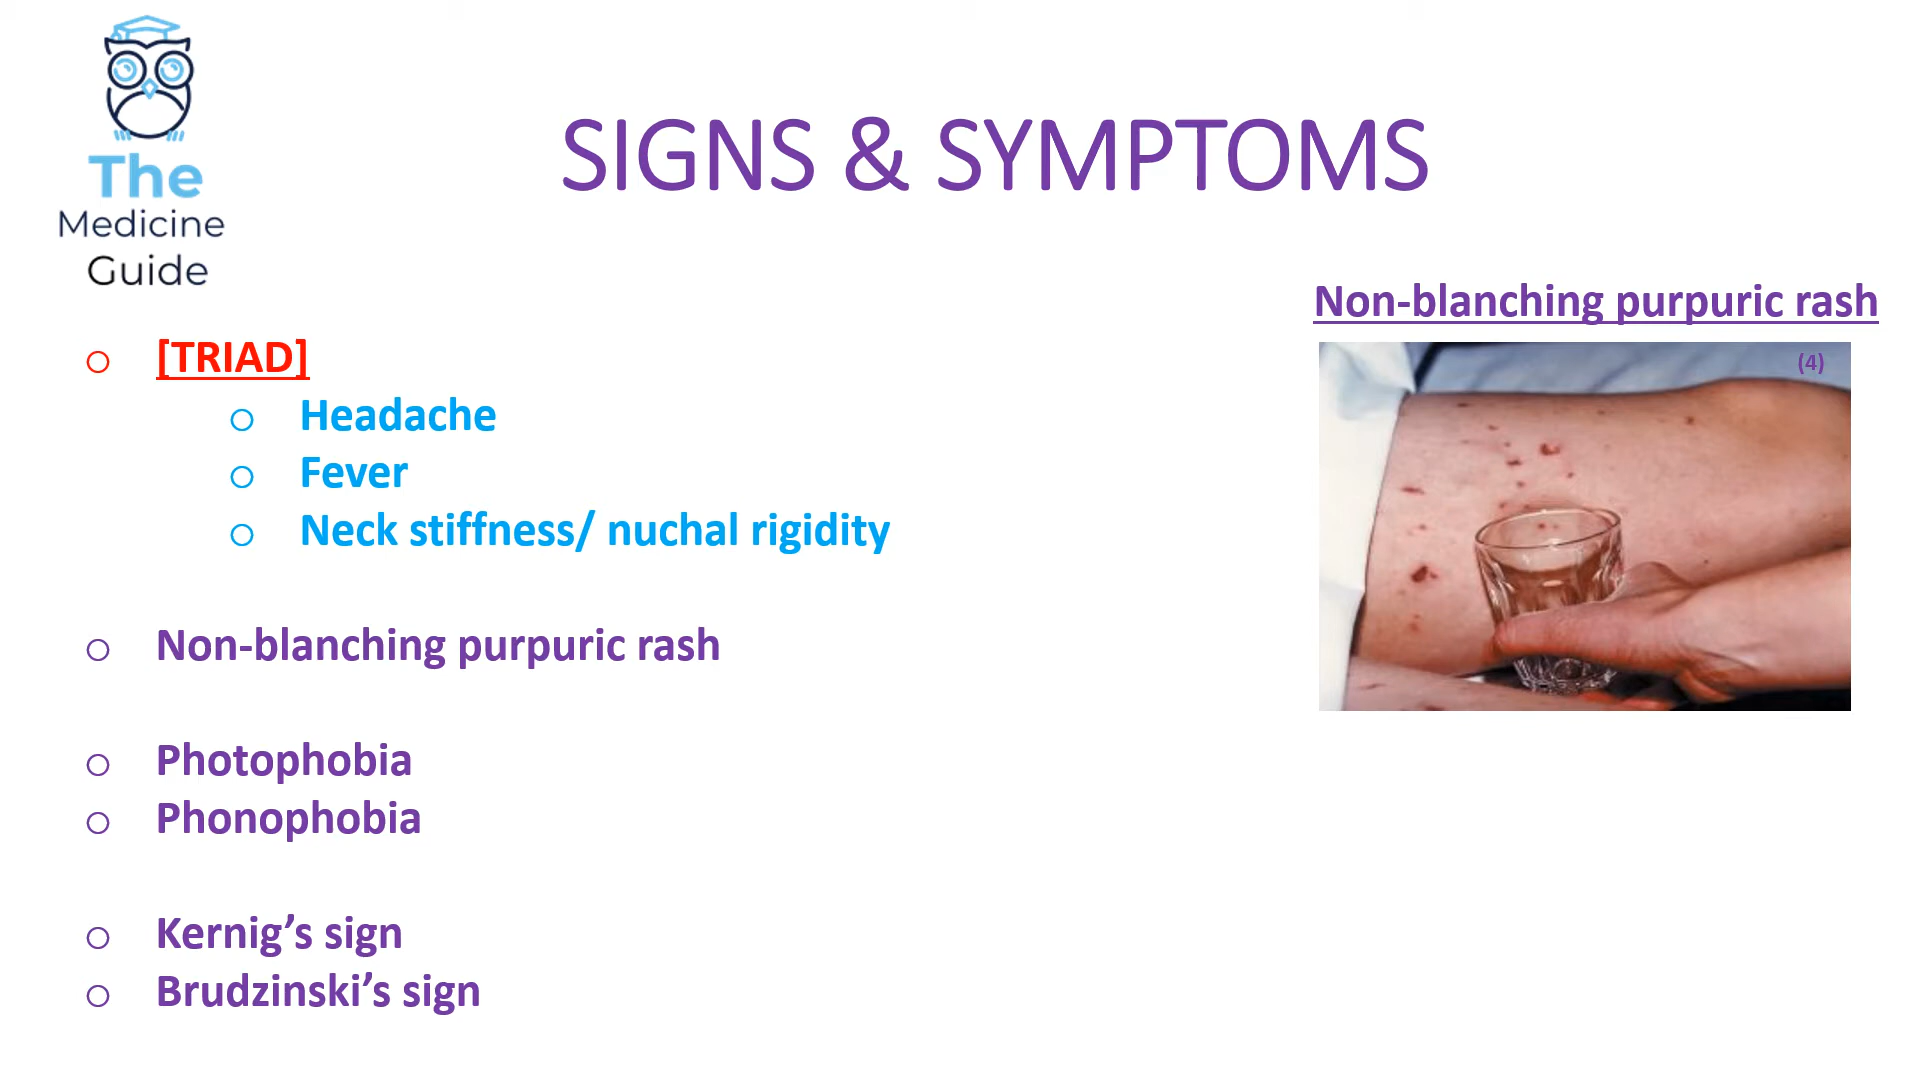 The
Medicine
Guide
SIGNS & SYMPTOMS
Non-blanching purpuric rash
(4)
[TRIAD]
Headache
Fever
Neck stiffness/ nuchal rigidity
Non-blanching purpuric rash
Photophobia
Phonophobia
Kernig’s sign
Brudzinski’s sign